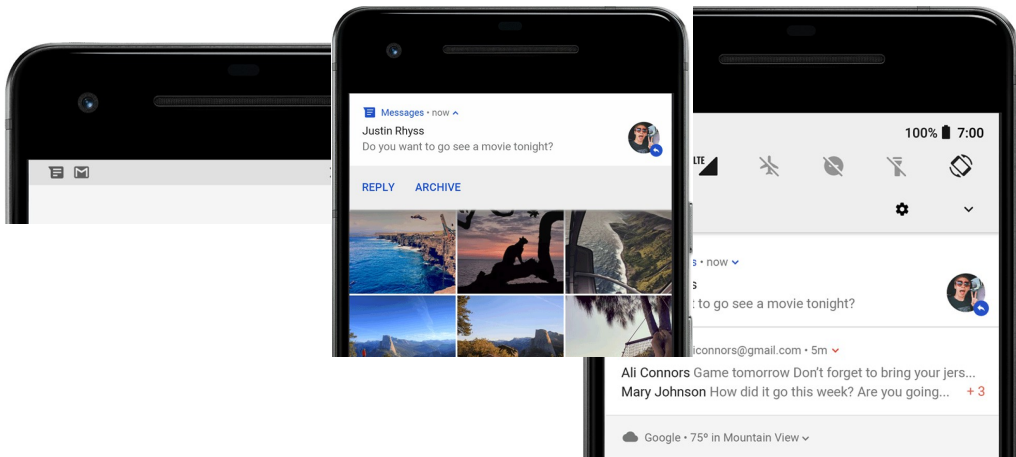 Messages • now
Justin Rhyss
Do you want to go see a movie tonight?
REPLY ARCHIVE
100% 7:00
LTE
s • now
s
t to go see a movie tonight?
iconnors@gmail.com • 5m
Ali Connors Game tomorrow Don't forget to bring your jers...
Mary Johnson How did it go this week? Are you going... + 3
Google • 75º in Mountain View